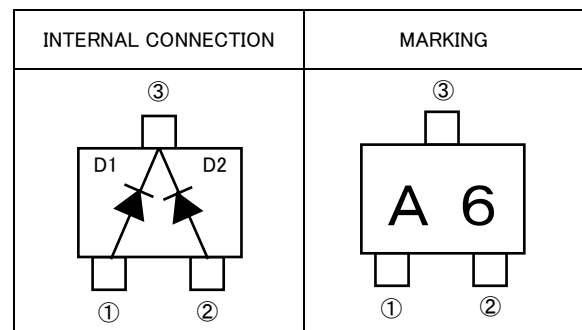 INTERNAL CONNECTION
MARKING
③
D1 D2
① ②
③
A 6
① ②